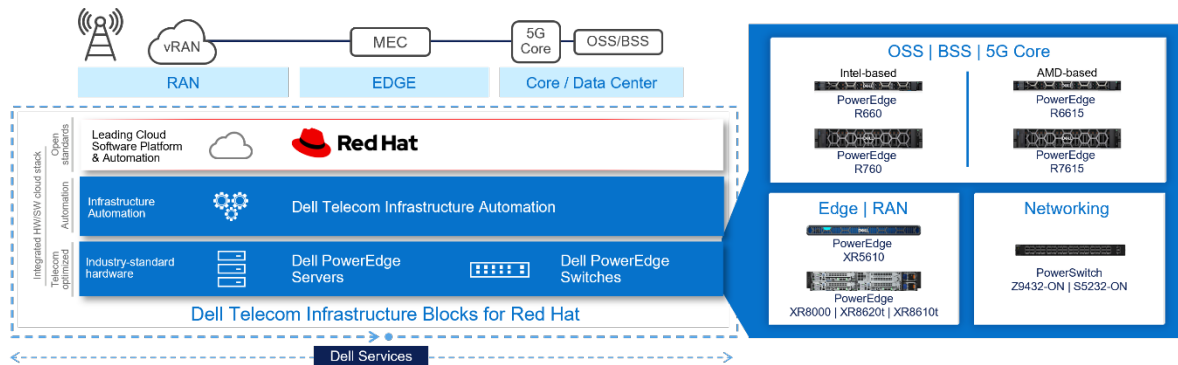 vRAN
MEC
5G
Core
OSS/BSS
RAN
EDGE
Core / Data Center
Integrated HW/SW cloud stack
Open
standards
Leading Cloud
Software Platform
& Automation
Red Hat
Automation
Infrastructure
Automation
Dell Telecom Infrastructure Automation
Telecom
optimized
Industry-standard
hardware
Dell PowerEdge
Servers
Dell PowerEdge
Switches
Dell Telecom Infrastructure Blocks for Red Hat
Dell Services
OSS | BSS | 5G Core
Intel-based
PowerEdge
R660
PowerEdge
R760
AMD-based
PowerEdge
R6615
PowerEdge
R7615
Edge | RAN
PowerEdge
XR5610
PowerEdge
XR8000 | XR8620t | XR8610t
Networking
PowerSwitch
Z9432-ON | S5232-ON